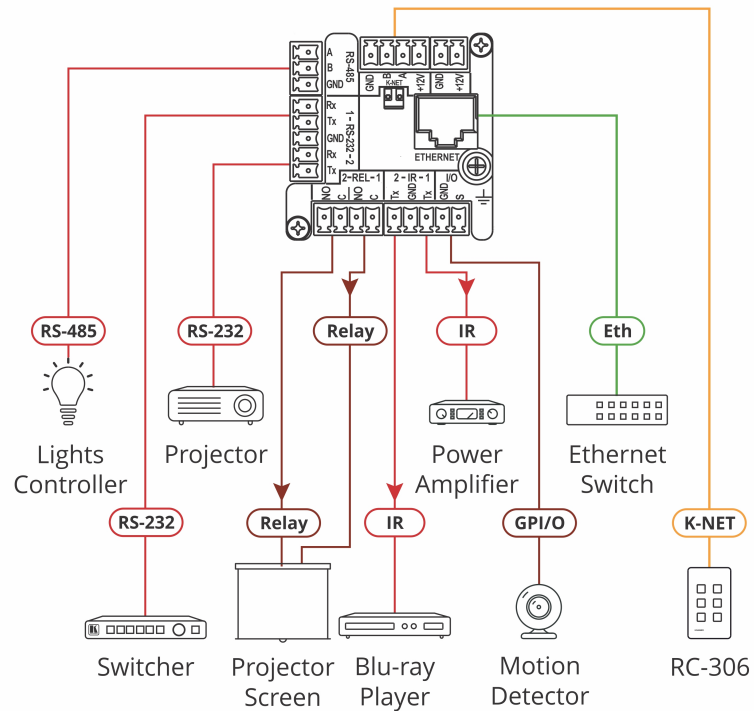 A
B
GND
RS-485
Rx
Tx
GND
Rx
Tx
1 - RS-232 - 2
GND
B
A
+12V
GND
+12V
K-NET
ETHERNET
2-REL-1
2 - IR - 1
I/O
NO
C
NO
C
Tx
GND
Tx
GND
S
RS-485
RS-232
Relay
IR
Eth
Lights
Controller
Projector
Power
Amplifier
Ethernet
Switch
RS-232
Relay
IR
GPI/O
K-NET
Switcher
Projector
Screen
Blu-ray
Player
Motion
Detector
RC-306